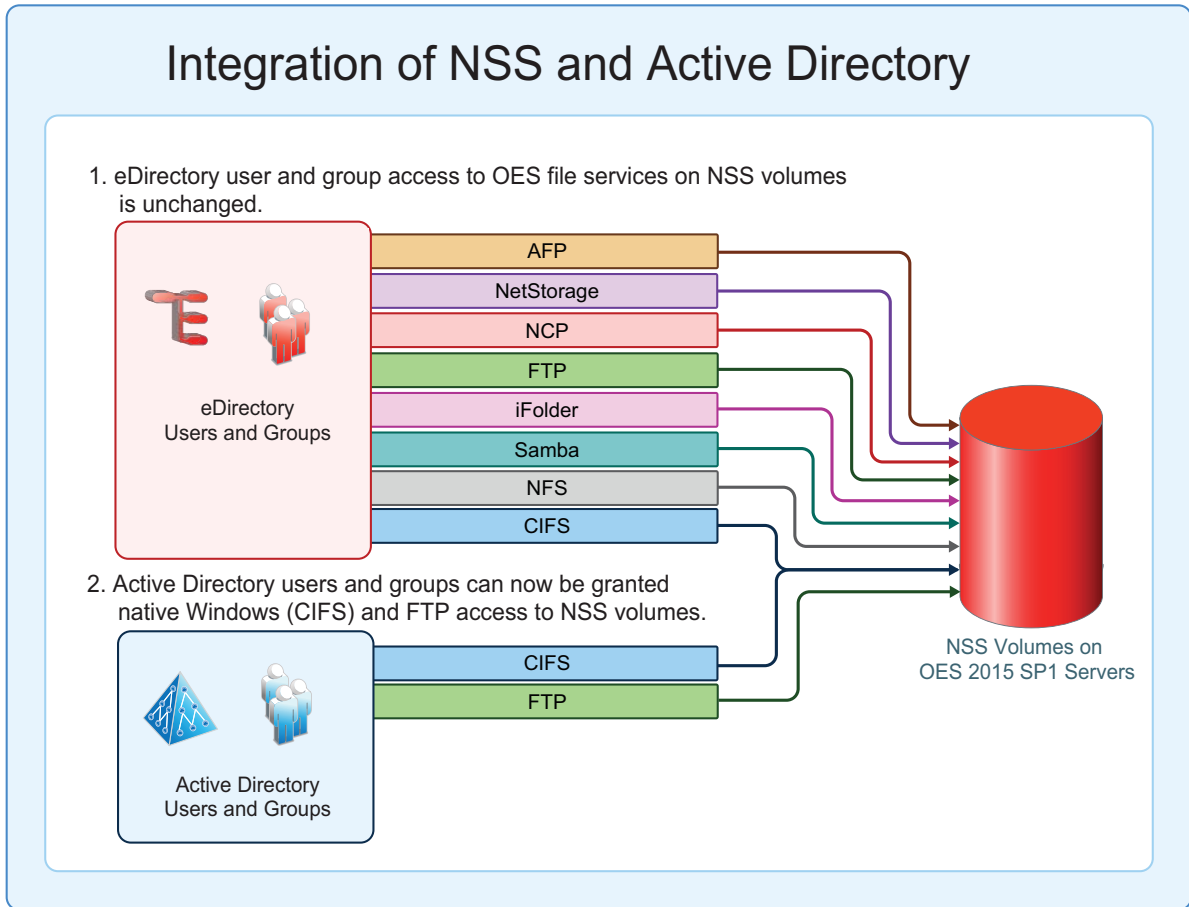 Integration of NSS and Active Directory
1. eDirectory user and group access to OES file services on NSS volumes
is unchanged.
AFP
NetStorage
NCP
FTP
iFolder
Samba
NFS
CIFS
eDirectory
Users and Groups
2. Active Directory users and groups can now be granted
native Windows (CIFS) and FTP access to NSS volumes.
CIFS
FTP
Active Directory
Users and Groups
NSS Volumes on
OES 2015 SP1 Servers